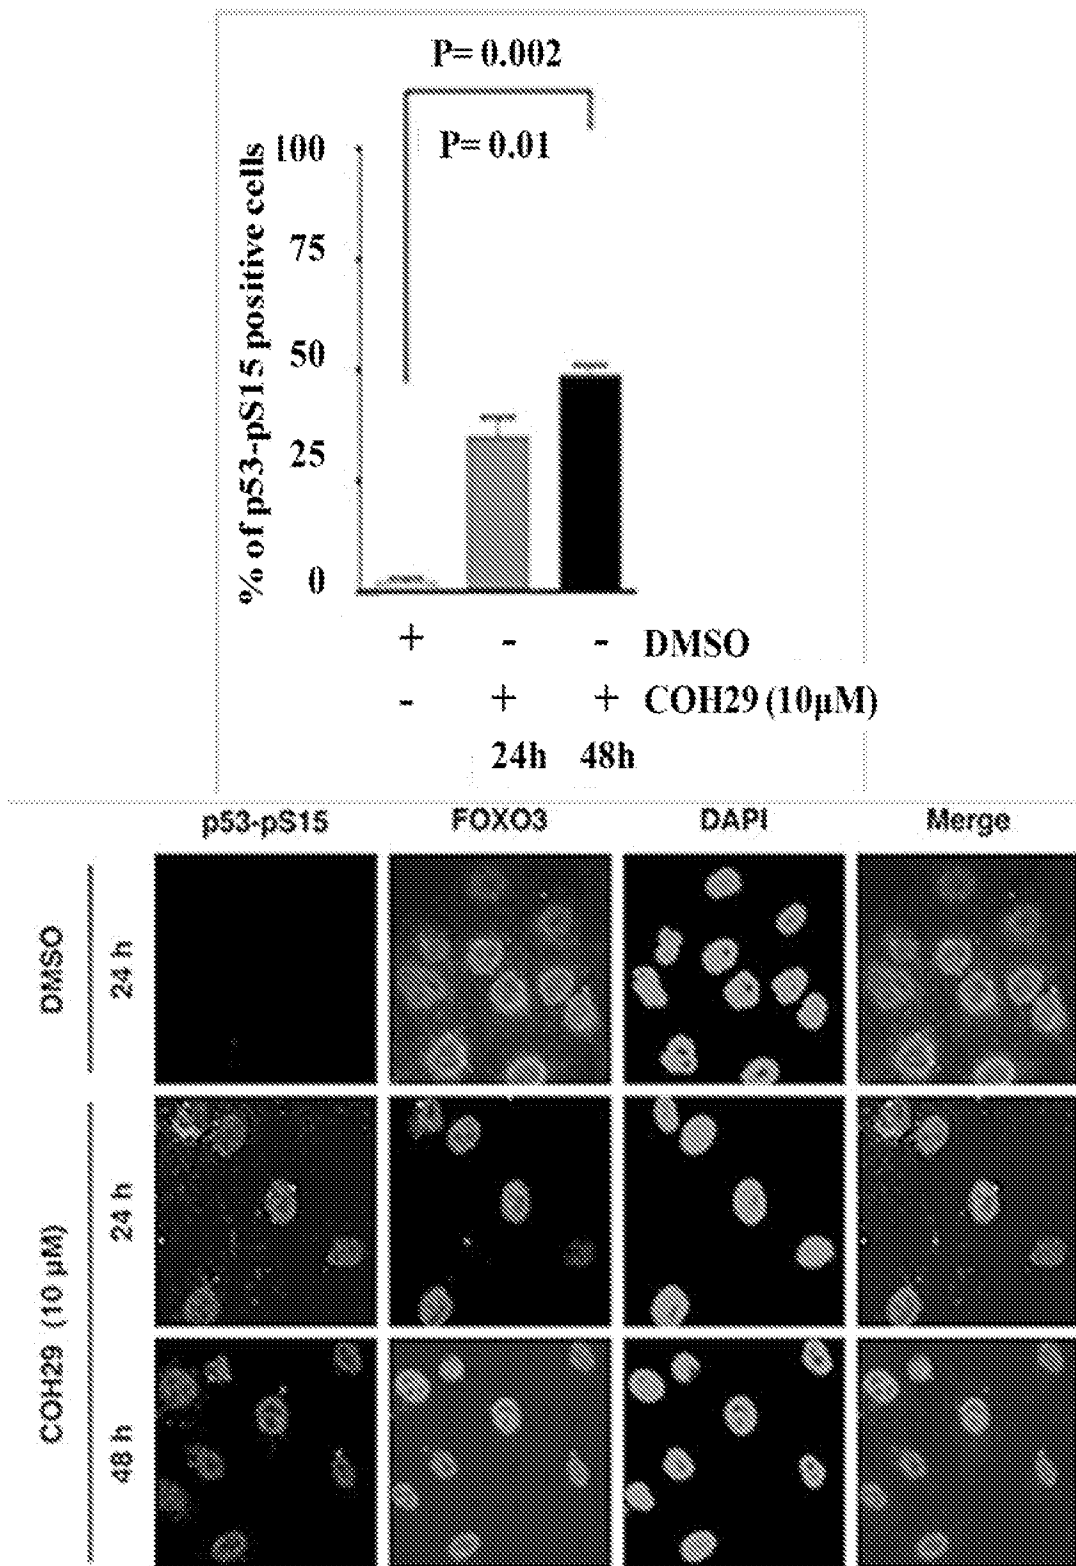 P= 0.002
P= 0.01
% of p53-pS15 positive cells
100
75
50
25
0
+ - - DMSO
- + + COH29 (10μM)
24h 48h
p53-pS15 FOXO3 DAPI Merge
DMSO
24 h
COH29 (10 μM)
24 h
48 h